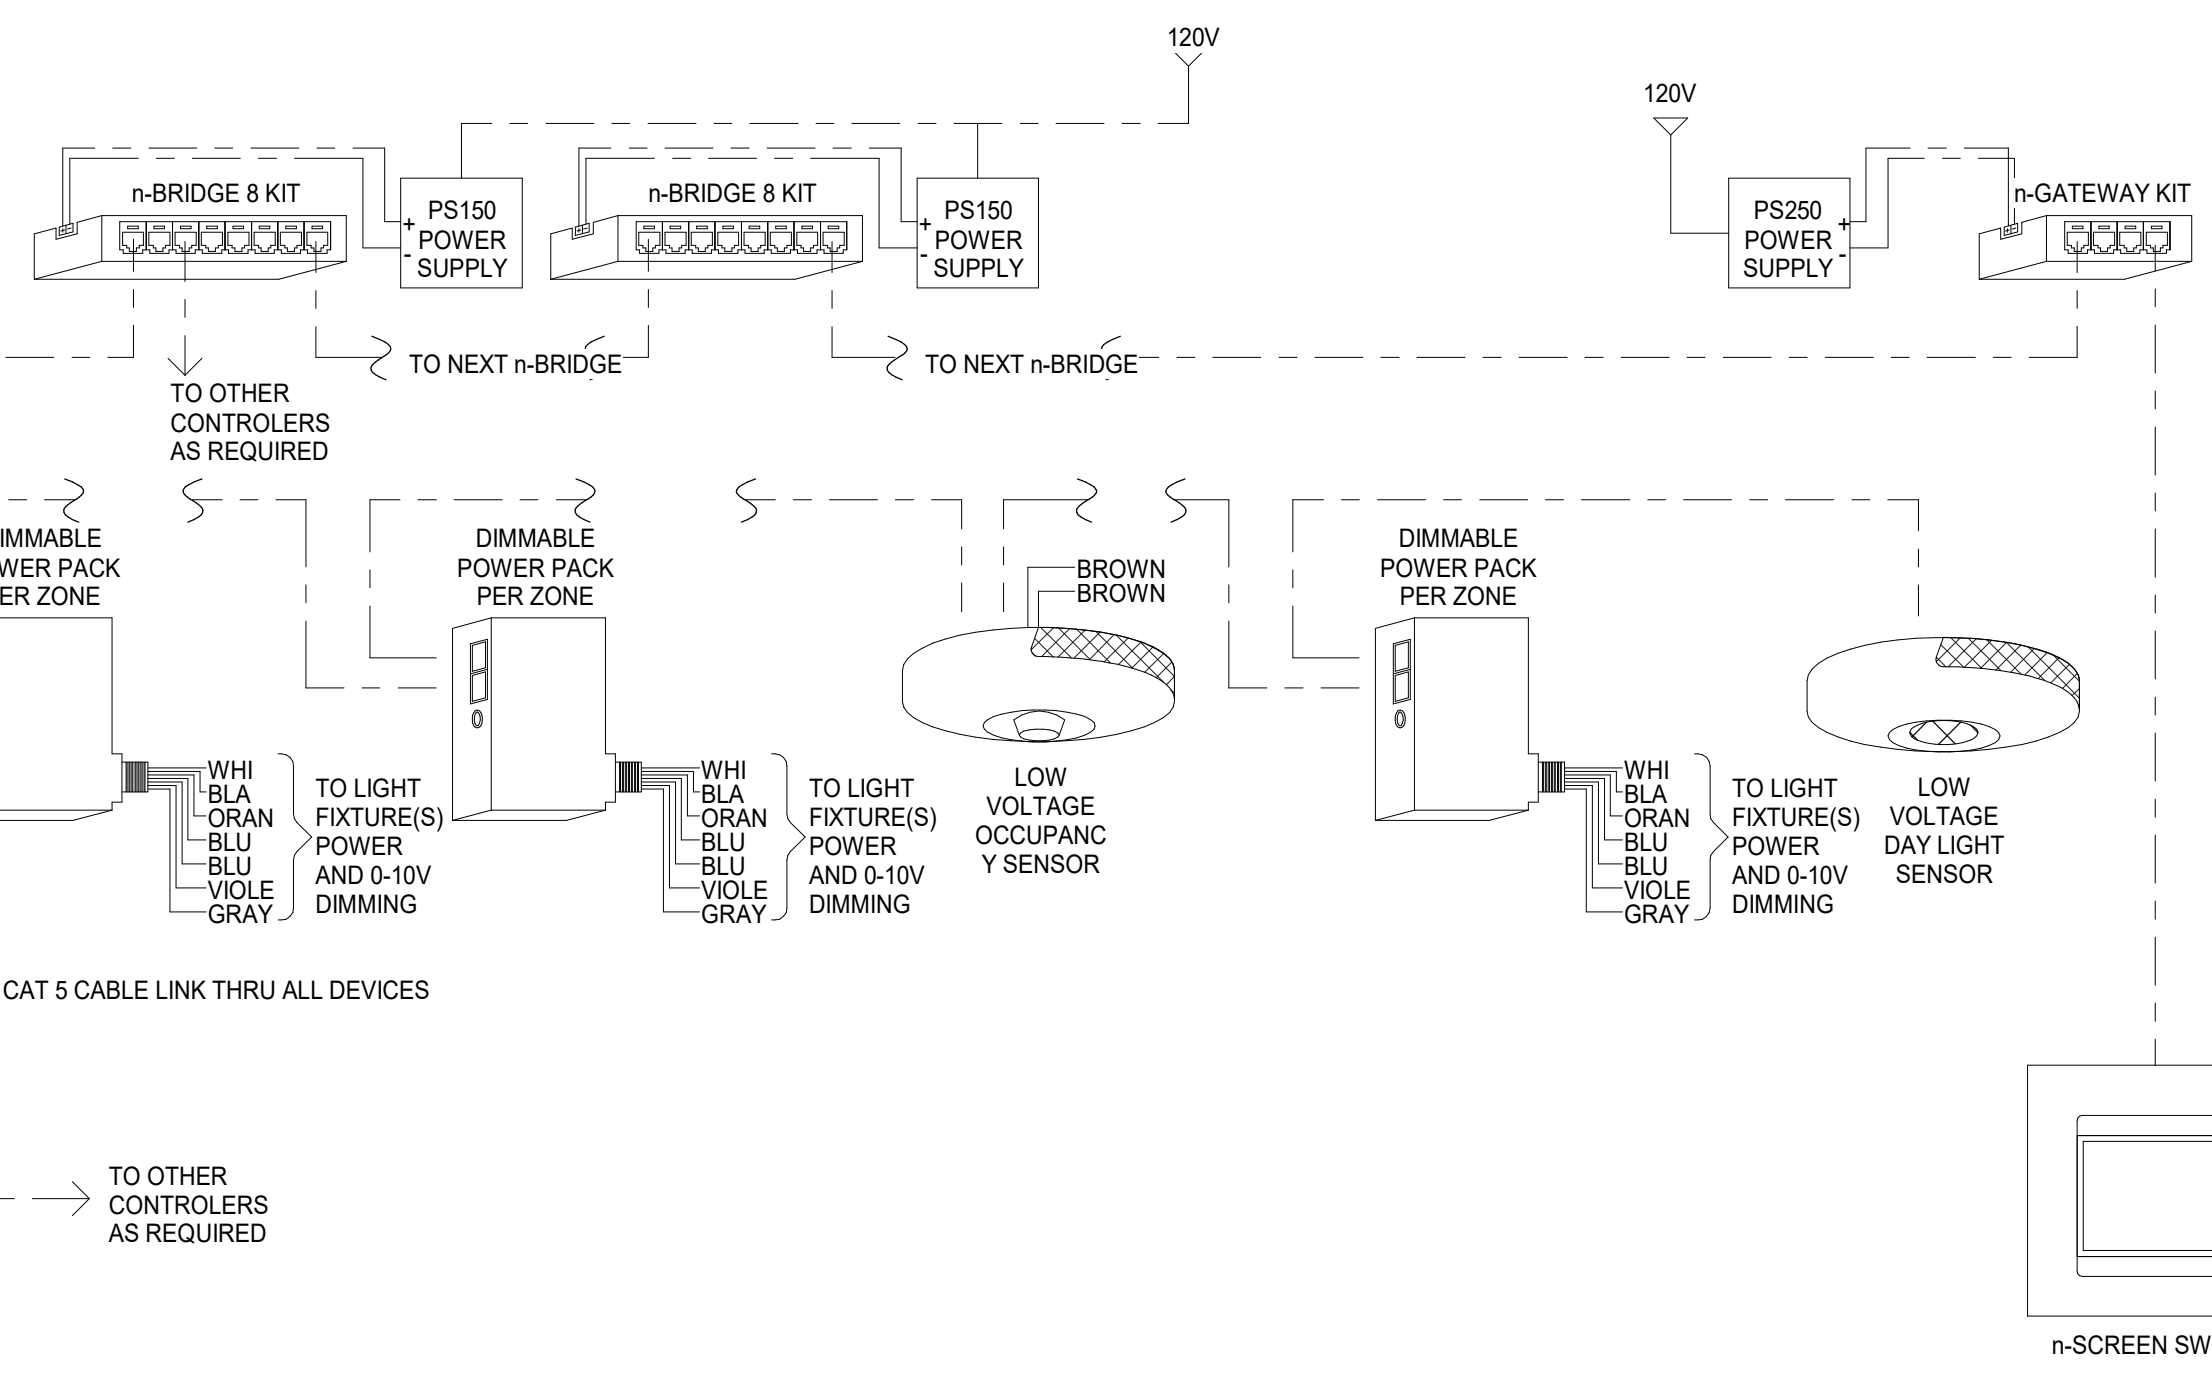 120V
120V
n-BRIDGE 8 KIT
+
-
PS150
POWER
SUPPLY
n-BRIDGE 8 KIT
+
-
PS150
POWER
SUPPLY
PS250
POWER
SUPPLY
+
-
n-GATEWAY KIT
TO NEXT n-BRIDGE
TO NEXT n-BRIDGE
TO OTHER
CONTROLERS
AS REQUIRED
IMMABLE
WER PACK
ER ZONE
DIMMABLE
POWER PACK
PER ZONE
BROWN
BROWN
DIMMABLE
POWER PACK
PER ZONE
WHI
BLA
ORAN
BLU
BLU
VIOLE
GRAY
TO LIGHT
FIXTURE(S)
POWER
AND 0-10V
DIMMING
WHI
BLA
ORAN
BLU
BLU
VIOLE
GRAY
TO LIGHT
FIXTURE(S)
POWER
AND 0-10V
DIMMING
LOW
VOLTAGE
OCCUPANC
Y SENSOR
WHI
BLA
ORAN
BLU
BLU
VIOLE
GRAY
TO LIGHT
FIXTURE(S)
POWER
AND 0-10V
DIMMING
LOW
VOLTAGE
DAY LIGHT
SENSOR
CAT 5 CABLE LINK THRU ALL DEVICES
TO OTHER
CONTROLERS
AS REQUIRED
n-SCREEN SW